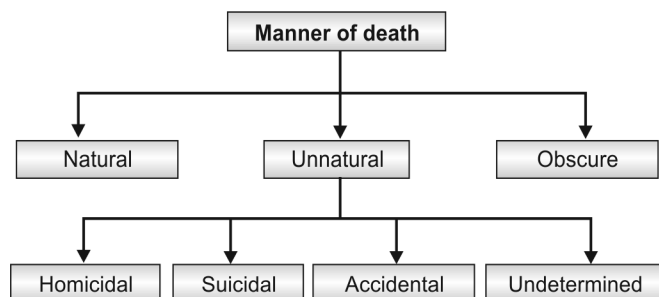 Manner of death
Natural
Unnatural
Obscure
Homicidal
Suicidal
Accidental
Undetermined